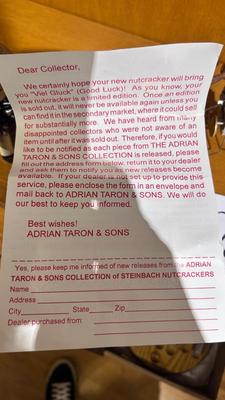 Dear Collector,
We certainly hope your new nutcracker will bring
you "Viel Gluck" (Good Luck)! As you know, your
new nutcracker is a limited edition. Once an edition
is sold out, it will never be available again unless you
can find it in the secondary market, where it could sell
for substantially more. We have heard from many
disappointed collectors who were not aware of an
item until after it was sold out. Therefore, if you would
like to be notified as each piece from THE ADRIAN
TARON & SONS COLLECTION is released, please
fill out the address form below, return it to your dealer
and ask them to notify you as new releases become
available. If your dealer is not set up to provide this
service, please enclose the form in an envelope and
mail back to ADRIAN TARON & SONS. We will do
our best to keep you informed.
Best wishes!
ADRIAN TARON & SONS
Yes, please keep me informed of new releases from the ADRIAN
TARON & SONS COLLECTION of STEINBACH NUTCRACKERS
Name
Address
City State Zip
Dealer purchased from: